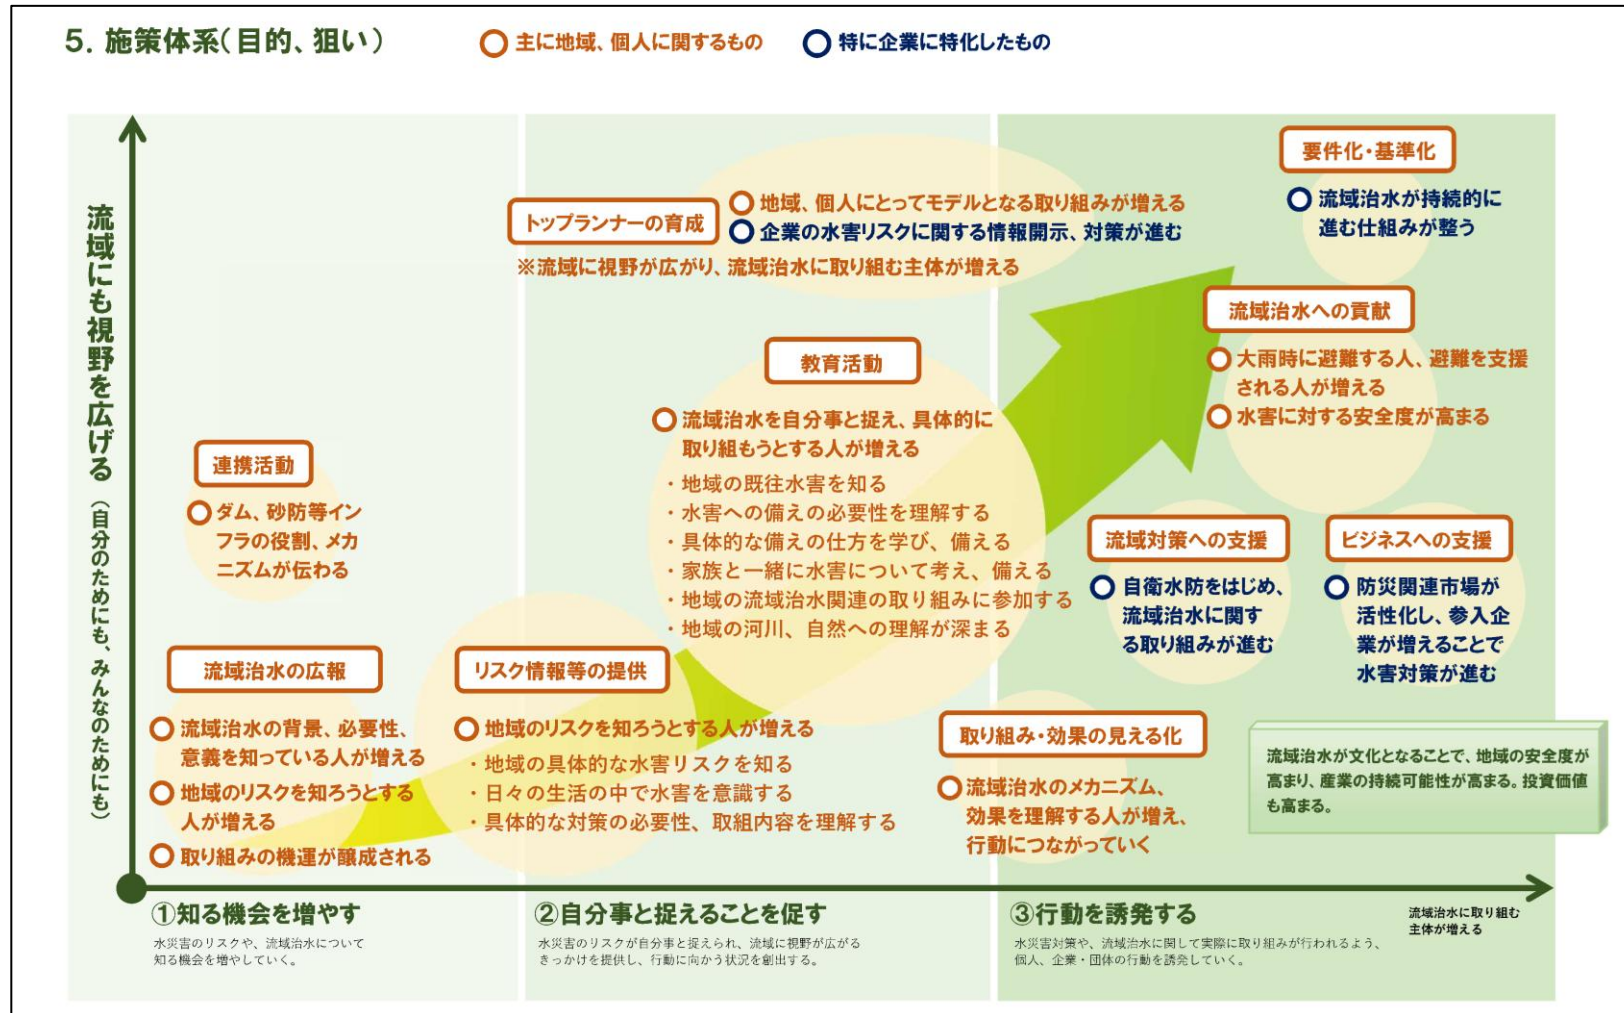 5. 施策体系(目的、狙い)
主に地域、個人に関するもの
特に企業に特化したもの
流域にも視野を広げる(自分のためにも、みんなのためにも)
要件化・基準化
流域治水が持続的に
進む仕組みが整う
トップランナーの育成
地域、個人にとってモデルとなる取り組みが増える
企業の水害リスクに関する情報開示、対策が進む
※流域に視野が広がり、流域治水に取り組む主体が増える
流域治水への貢献
大雨時に避難する人、避難を支援
される人が増える
水害に対する安全度が高まる
教育活動
流域治水を自分事と捉え、具体的に
取り組もうとする人が増える
・地域の既往水害を知る
・水害への備えの必要性を理解する
・具体的な備えの仕方を学び、備える
・家族と一緒に水害について考え、備える
・地域の流域治水関連の取り組みに参加する
・地域の河川、自然への理解が深まる
連携活動
ダム、砂防等イン
フラの役割、メカ
ニズムが伝わる
流域対策への支援
自衛水防をはじめ、
流域治水に関す
る取り組みが進む
ビジネスへの支援
防災関連市場が
活性化し、参入企
業が増えることで
水害対策が進む
流域治水の広報
流域治水の背景、必要性、
意義を知っている人が増える
地域のリスクを知ろうとする
人が増える
取り組みの機運が醸成される
リスク情報等の提供
地域のリスクを知ろうとする人が増える
・地域の具体的な水害リスクを知る
・日々の生活の中で水害を意識する
・具体的な対策の必要性、取組内容を理解する
取り組み・効果の見える化
流域治水のメカニズム、
効果を理解する人が増え、
行動につながっていく
流域治水が文化となることで、地域の安全度が
高まり、産業の持続可能性が高まる。投資価値
も高まる。
①知る機会を増やす
水災害のリスクや、流域治水について
知る機会を増やしていく。
②自分事と捉えることを促す
水災害のリスクが自分事と捉えられ、流域に視野が広がる
きっかけを提供し、行動に向かう状況を創出する。
③行動を誘発する
水災害対策や、流域治水に関して実際に取り組みが行われるよう、
個人、企業・団体の行動を誘発していく。
流域治水に取り組む
主体が増える